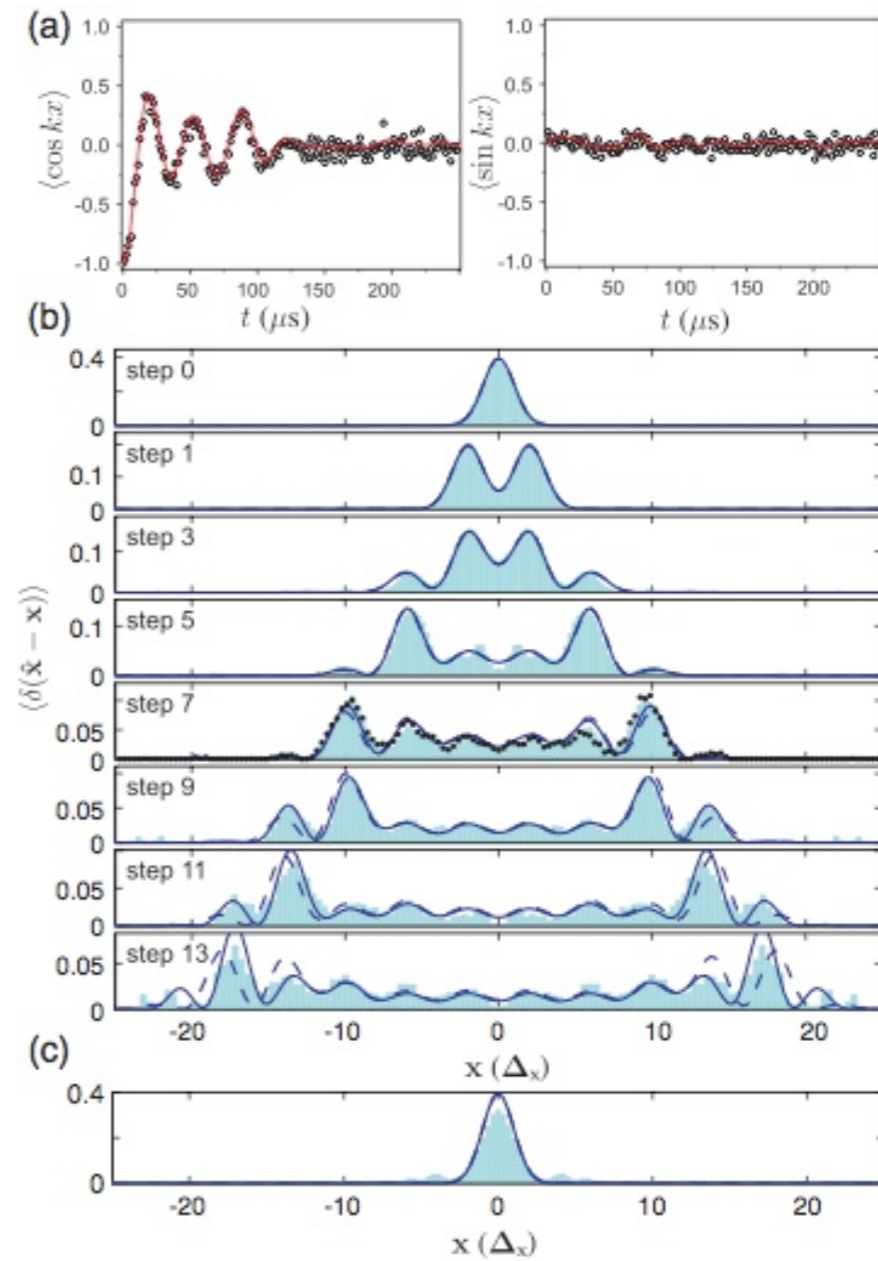 (a)
1.0
0.5
0.0
-0.5
-1.0
⟨cos kx⟩
0 50 100 150 200
t (μs)
1.0
0.5
0.0
-0.5
-1.0
⟨sin kx⟩
0 50 100 150 200
t (μs)
(b)
⟨δ(x̂ − x)⟩
0.4
step 0
0
step 1
0.1
0
step 3
0.1
0
step 5
0.1
0
step 7
0.05
0
step 9
0.05
0
step 11
0.05
0
step 13
0.05
0
-20 -10 0 10 20
x (Δx)
(c)
0.4
0
-20 -10 0 10 20
x (Δx)